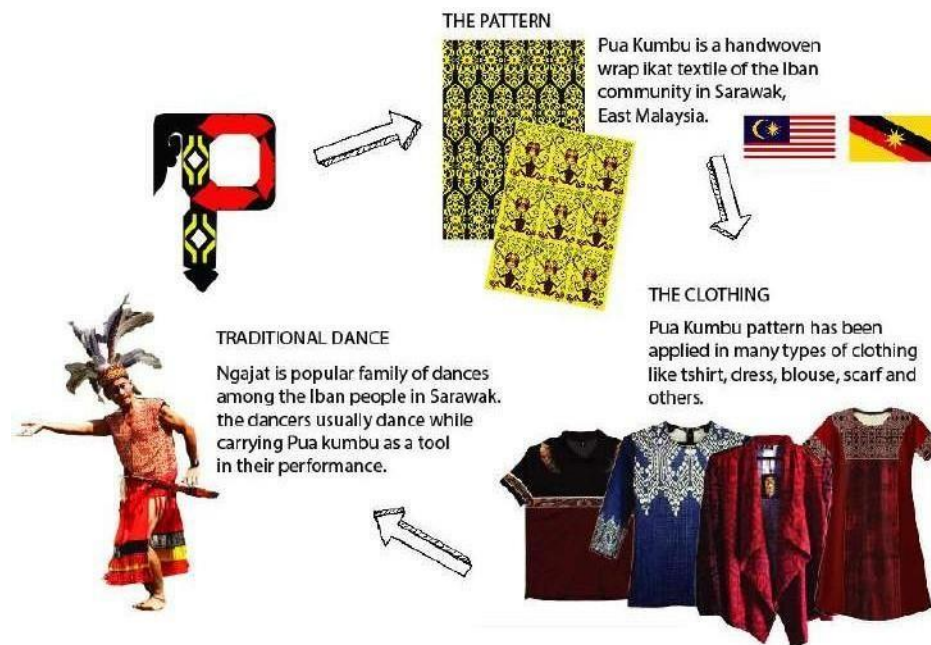 THE PATTERN
Pua Kumbu is a handwoven
wrap ikat textile of the Iban
community in Sarawak,
East Malaysia.
THE CLOTHING
Pua Kumbu pattern has been
applied in many types of clothing
like tshirt, dress, blouse, scarf and
others.
TRADITIONAL DANCE
Ngajat is popular family of dances
among the Iban people in Sarawak.
the dancers usually dance while
carrying Pua kumbu as a tool
in their performance.